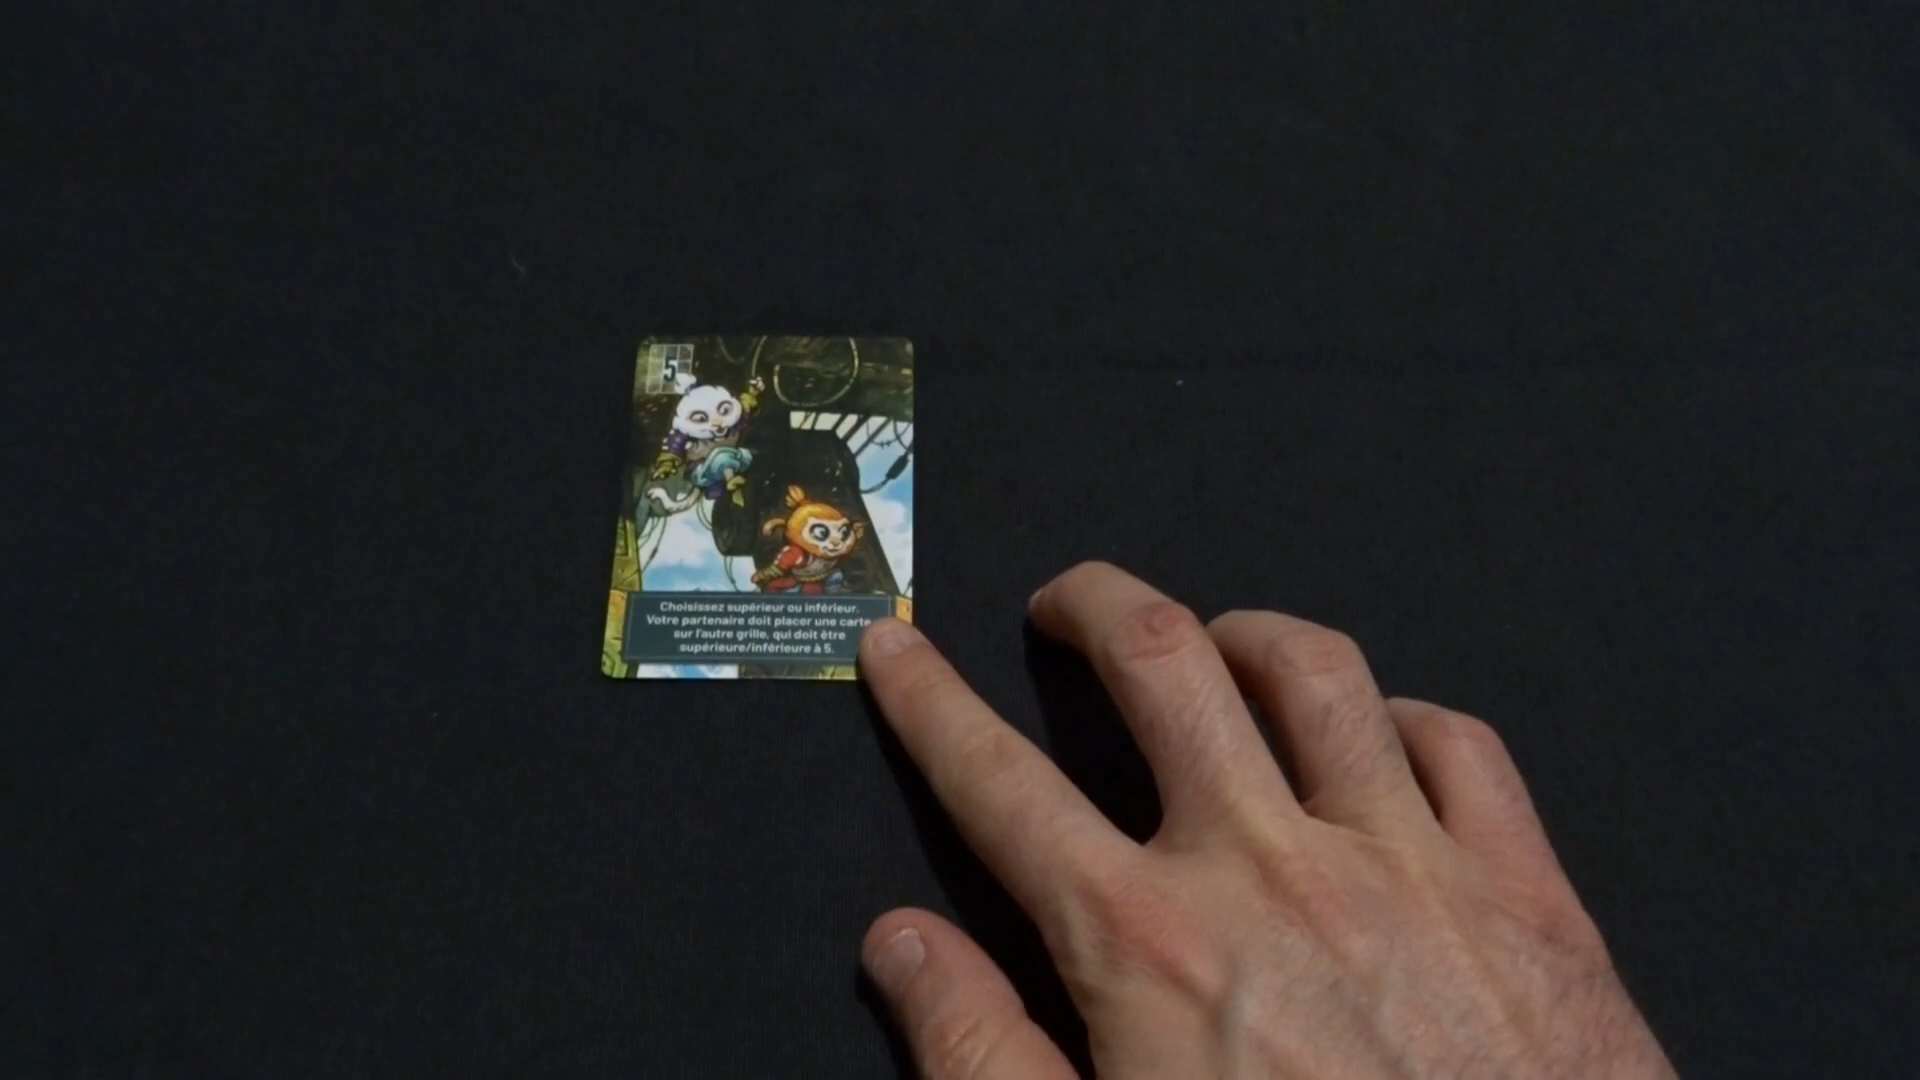 5
Choisissez supérieur ou inférieur.
Votre partenaire doit placer une carte
sur l'autre grille, qui doit être
supérieure/inférieure à 5.